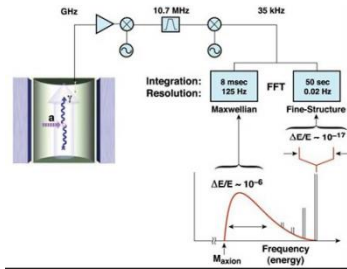 GHz 10.7 MHz 35 kHz
a
γ
Integration: 8 msec FFT 50 sec
Resolution: 125 Hz 0.02 Hz
Maxwellian Fine-Structure
ΔE/E ~ 10⁻¹⁷
ΔE/E ~ 10⁻⁶
Frequency
(energy)
Maxion